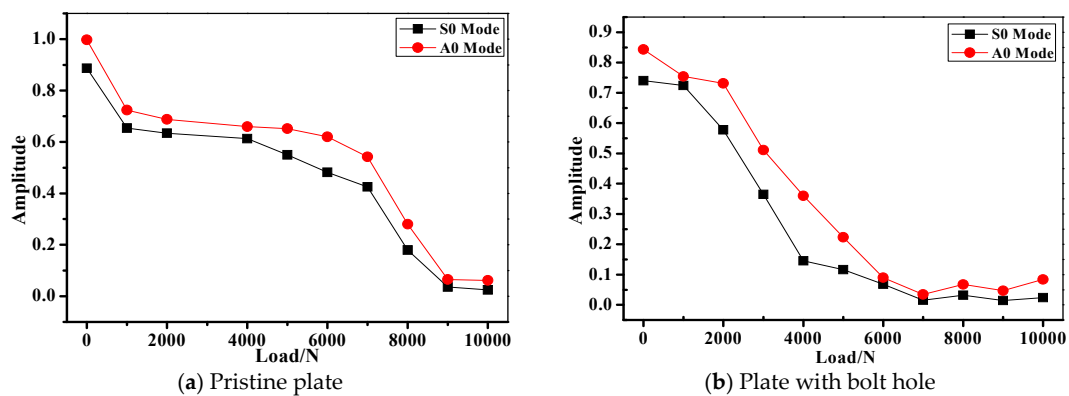 S0 Mode
A0 Mode
1.0
0.8
0.6
0.4
0.2
0.0
Amplitude
0 2000 4000 6000 8000 10000
Load/N
(a) Pristine plate
S0 Mode
A0 Mode
0.9
0.8
0.7
0.6
0.5
0.4
0.3
0.2
0.1
0.0
Amplitude
0 2000 4000 6000 8000 10000
Load/N
(b) Plate with bolt hole